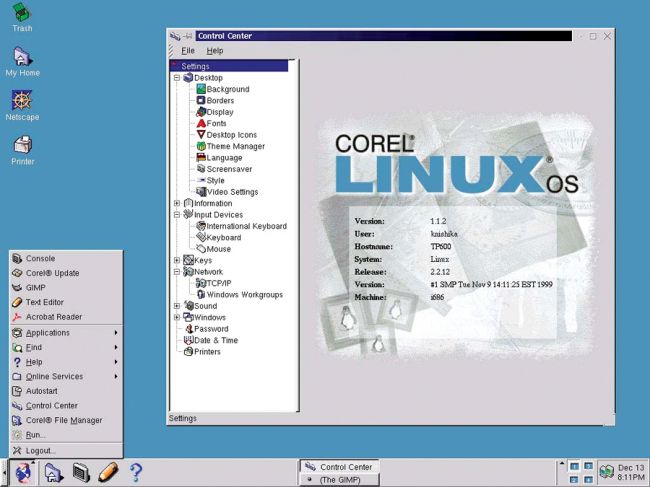 Trash
My Home
Netscape
Printer
Control Center
File Help
Settings
Desktop
Background
Borders
Display
Fonts
Desktop Icons
Theme Manager
Language
Screensaver
Style
Video Settings
Information
Input Devices
International Keyboard
Keyboard
Mouse
Keys
Network
TCP/IP
Windows Workgroups
Sound
Windows
Password
Date & Time
Printers
COREL®
LINUX® OS
Version: 1.1.2
User: knishika
Hostname: TP600
System: Linux
Release: 2.2.12
Version: #1 SMP Tue Nov 9 14:11:25 EST 1999
Machine: i686
Settings
Console
Corel® Update
GIMP
Text Editor
Acrobat Reader
Applications
Find
Help
Online Services
Autostart
Control Center
Corel® File Manager
Run...
Logout...
Control Center
(The GIMP)
Dec 13
8:11PM